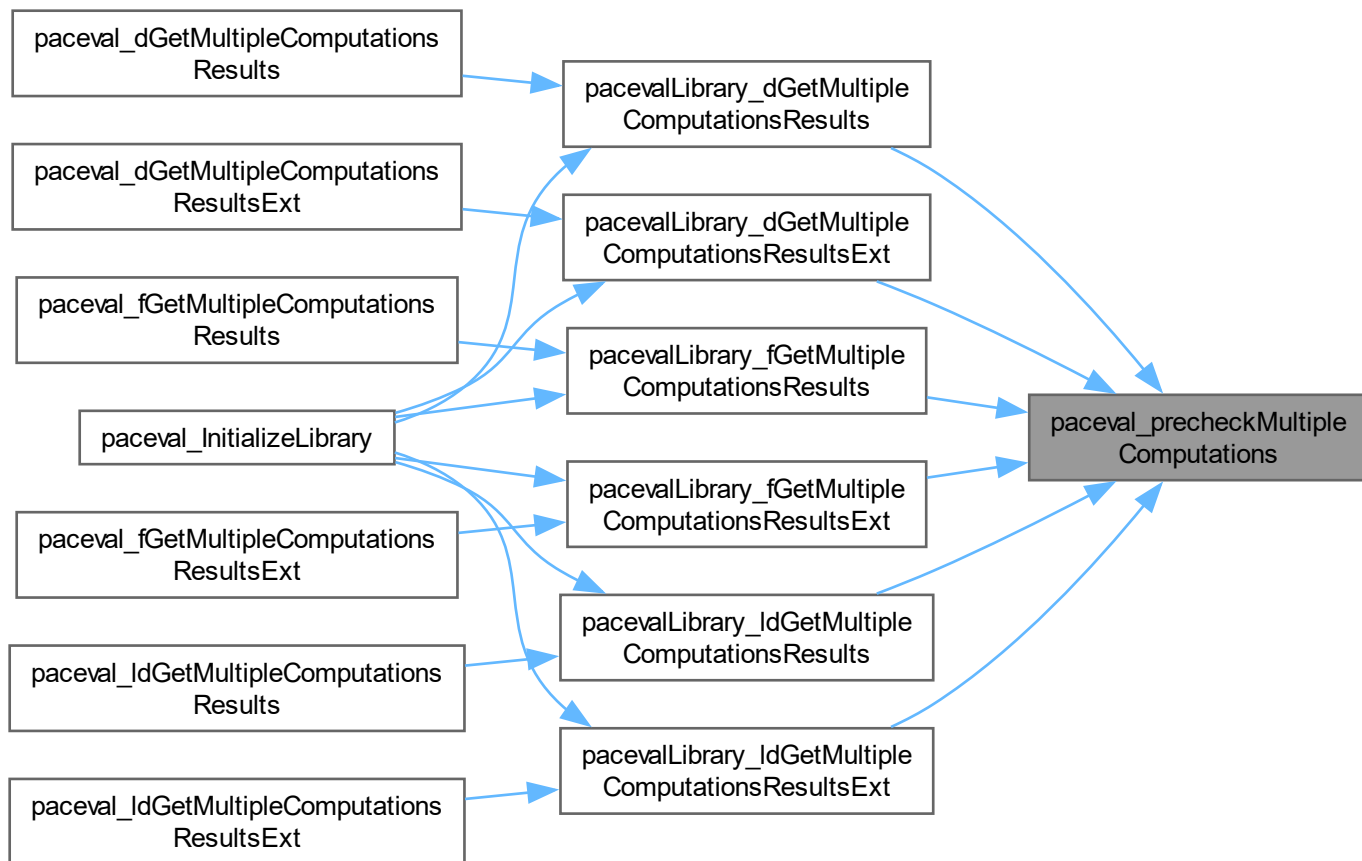 paceval_dGetMultipleComputations
Results
paceval_dGetMultipleComputations
ResultsExt
paceval_fGetMultipleComputations
Results
paceval_InitializeLibrary
paceval_fGetMultipleComputations
ResultsExt
paceval_ldGetMultipleComputations
Results
paceval_ldGetMultipleComputations
ResultsExt
pacevalLibrary_dGetMultiple
ComputationsResults
pacevalLibrary_dGetMultiple
ComputationsResultsExt
pacevalLibrary_fGetMultiple
ComputationsResults
pacevalLibrary_fGetMultiple
ComputationsResultsExt
pacevalLibrary_ldGetMultiple
ComputationsResults
pacevalLibrary_ldGetMultiple
ComputationsResultsExt
paceval_precheckMultiple
Computations